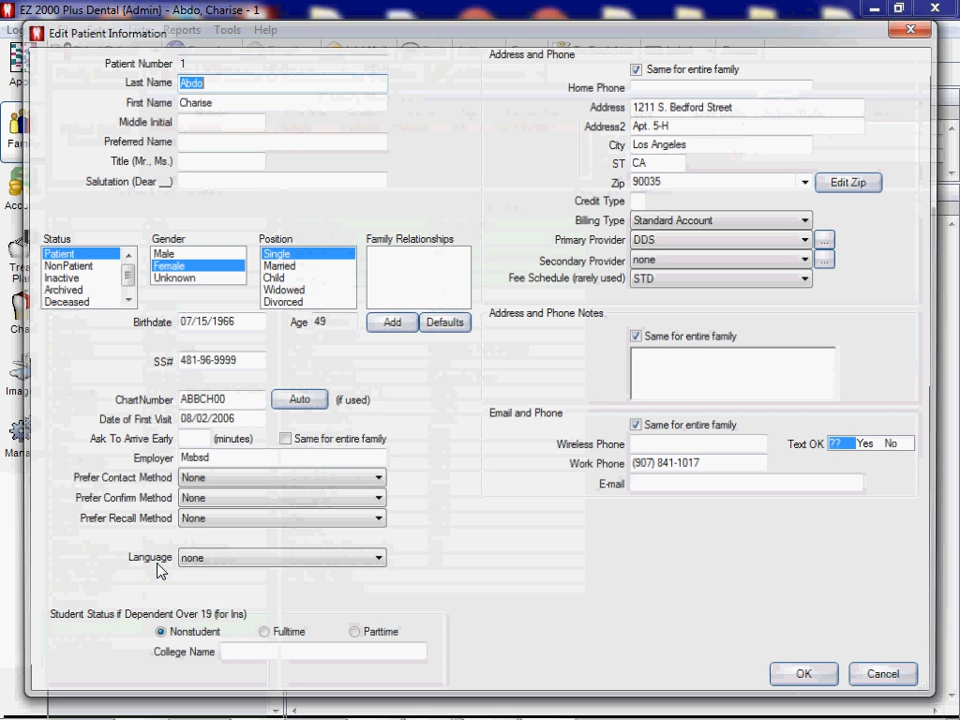 EZ 2000 Plus Dental {Admin} - Abdo, Charise - 1
Reports Tools Help
Edit Patient Information
Patient Number 1
Last Name Abdo
First Name Charise
Middle Initial
Preferred Name
Title (Mr., Ms.)
Salutation (Dear __)
Status
Patient
NonPatient
Inactive
Archived
Deceased
Gender
Male
Female
Unknown
Position
Single
Married
Child
Widowed
Divorced
Family Relationships
Add Defaults
Birthdate 07/15/1966 Age 49
SS# 481-96-9999
ChartNumber ABBCH00 Auto (if used)
Date of First Visit 08/02/2006
Ask To Arrive Early (minutes) Same for entire family
Employer Msbsd
Prefer Contact Method None
Prefer Confirm Method None
Prefer Recall Method None
Language none
Student Status if Dependent Over 19 (for Ins)
Nonstudent Fulltime Parttime
College Name
Address and Phone
Same for entire family
Home Phone
Address 1211 S. Bedford Street
Address2 Apt. 5-H
City Los Angeles
ST CA
Zip 90035 Edit Zip
Credit Type
Billing Type Standard Account
Primary Provider DDS ...
Secondary Provider none ...
Fee Schedule (rarely used) STD
Address and Phone Notes
Same for entire family
Email and Phone
Same for entire family
Wireless Phone Text OK ?? Yes No
Work Phone (907) 841-1017
E-mail
OK Cancel